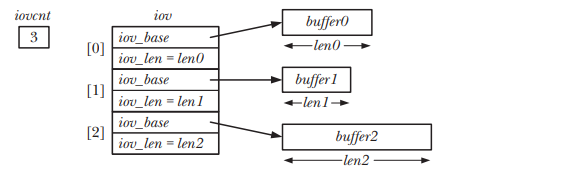 iovcnt
3
iov
[0]
iov_base
iov_len = len0
[1]
iov_base
iov_len = len1
[2]
iov_base
iov_len = len2
buffer0
len0
buffer1
len1
buffer2
len2